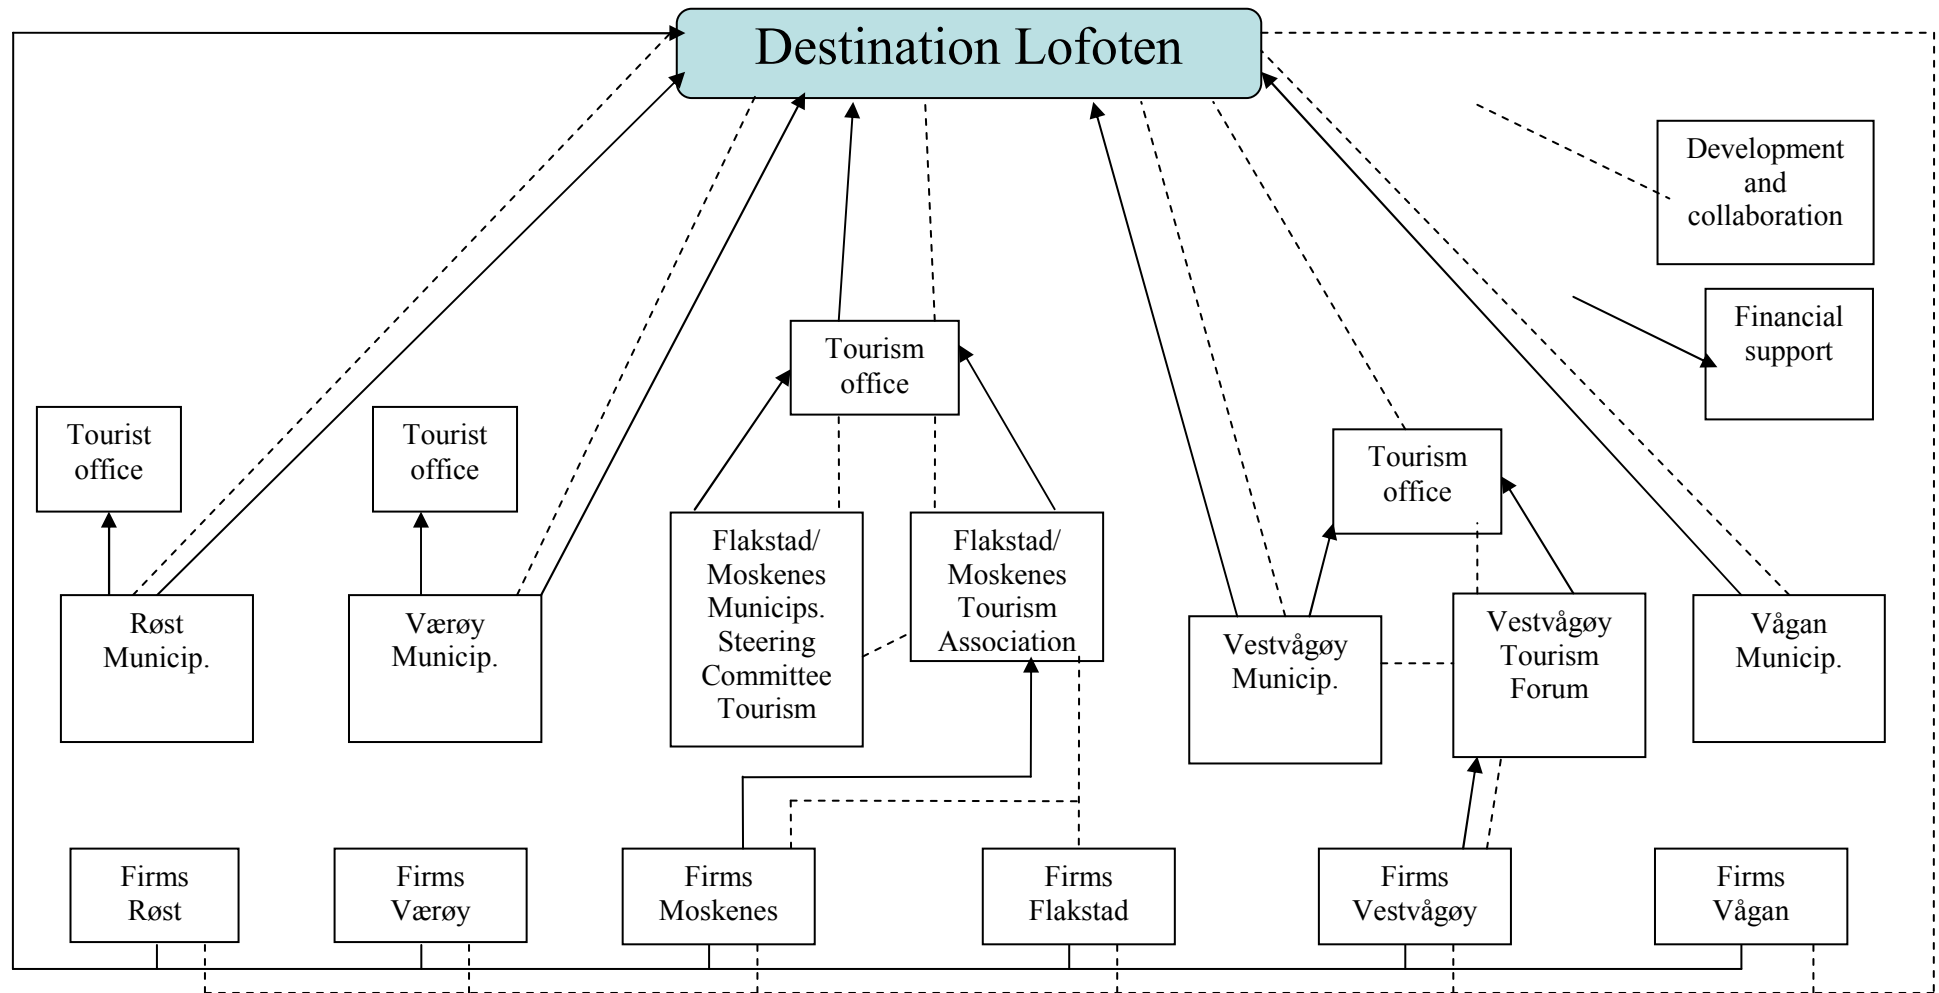 Destination Lofoten
Development
and
collaboration
Financial
support
Tourism
office
Tourist
office
Tourist
office
Tourism
office
Flakstad/
Moskenes
Municips.
Steering
Committee
Tourism
Flakstad/
Moskenes
Tourism
Association
Røst
Municip.
Værøy
Municip.
Vestvågøy
Municip.
Vestvågøy
Tourism
Forum
Vågan
Municip.
Firms
Røst
Firms
Værøy
Firms
Moskenes
Firms
Flakstad
Firms
Vestvågøy
Firms
Vågan